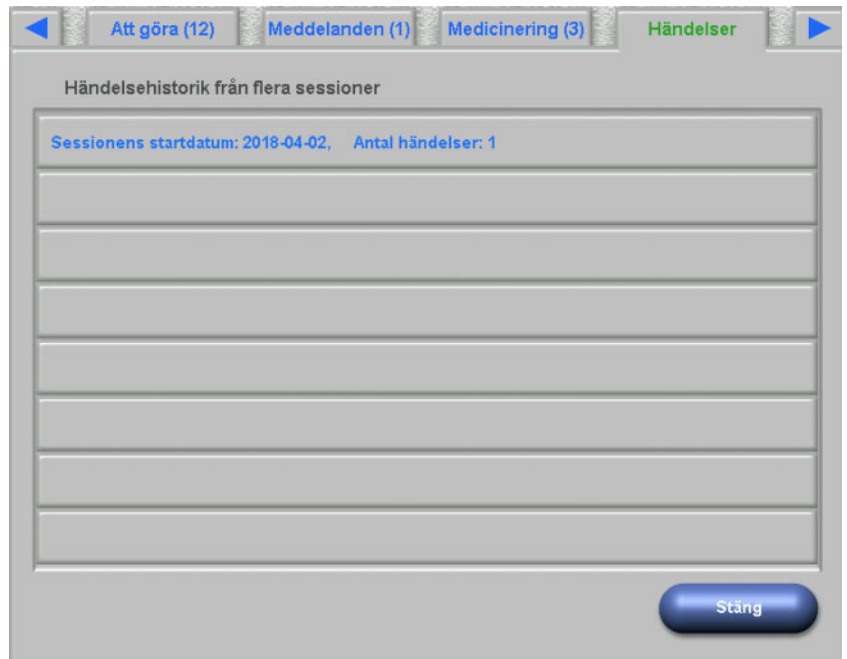 Att göra (12) Meddelanden (1) Medicinering (3) Händelser
Händelsehistorik från flera sessioner
Sessionens startdatum: 2018-04-02, Antal händelser: 1
Stäng